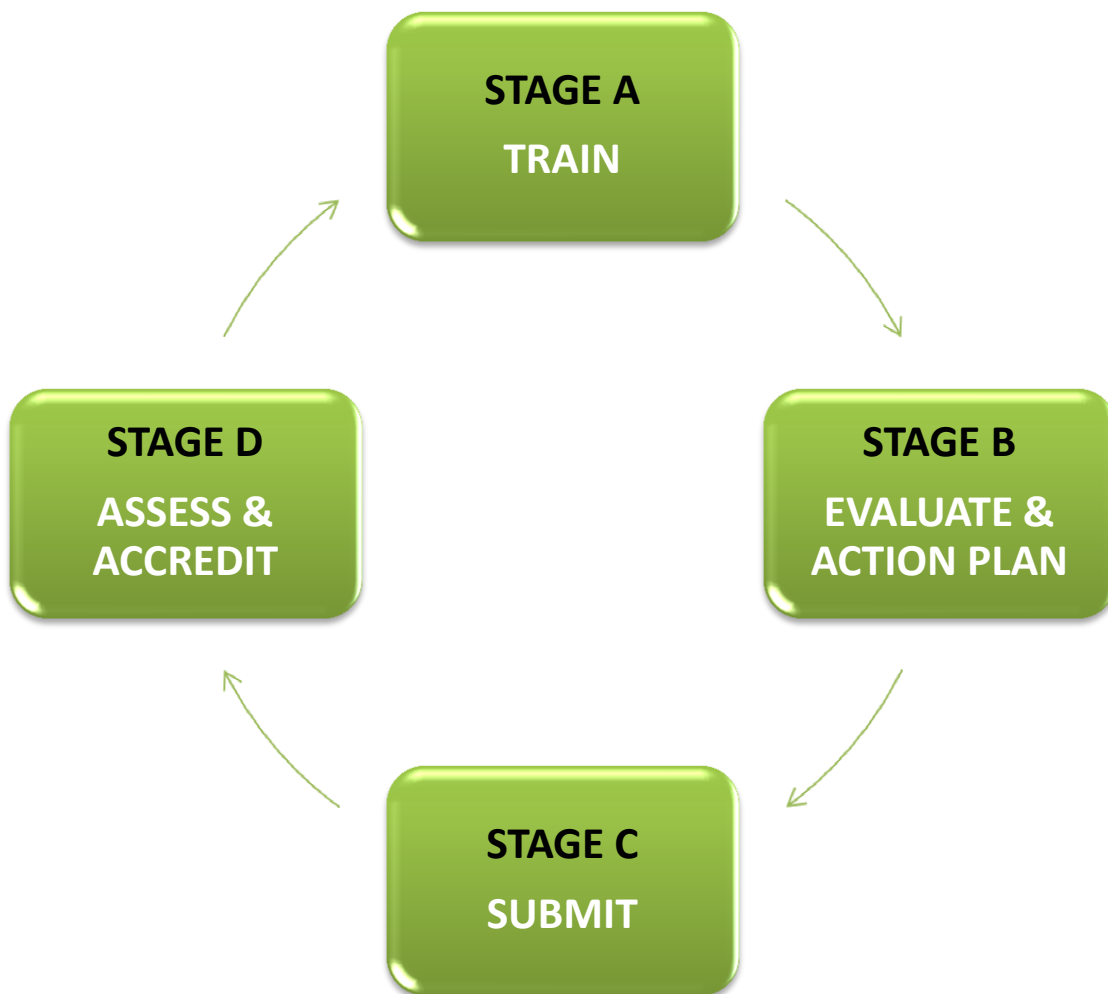 STAGE A
TRAIN
STAGE B
EVALUATE &
ACTION PLAN
STAGE C
SUBMIT
STAGE D
ASSESS &
ACCREDIT